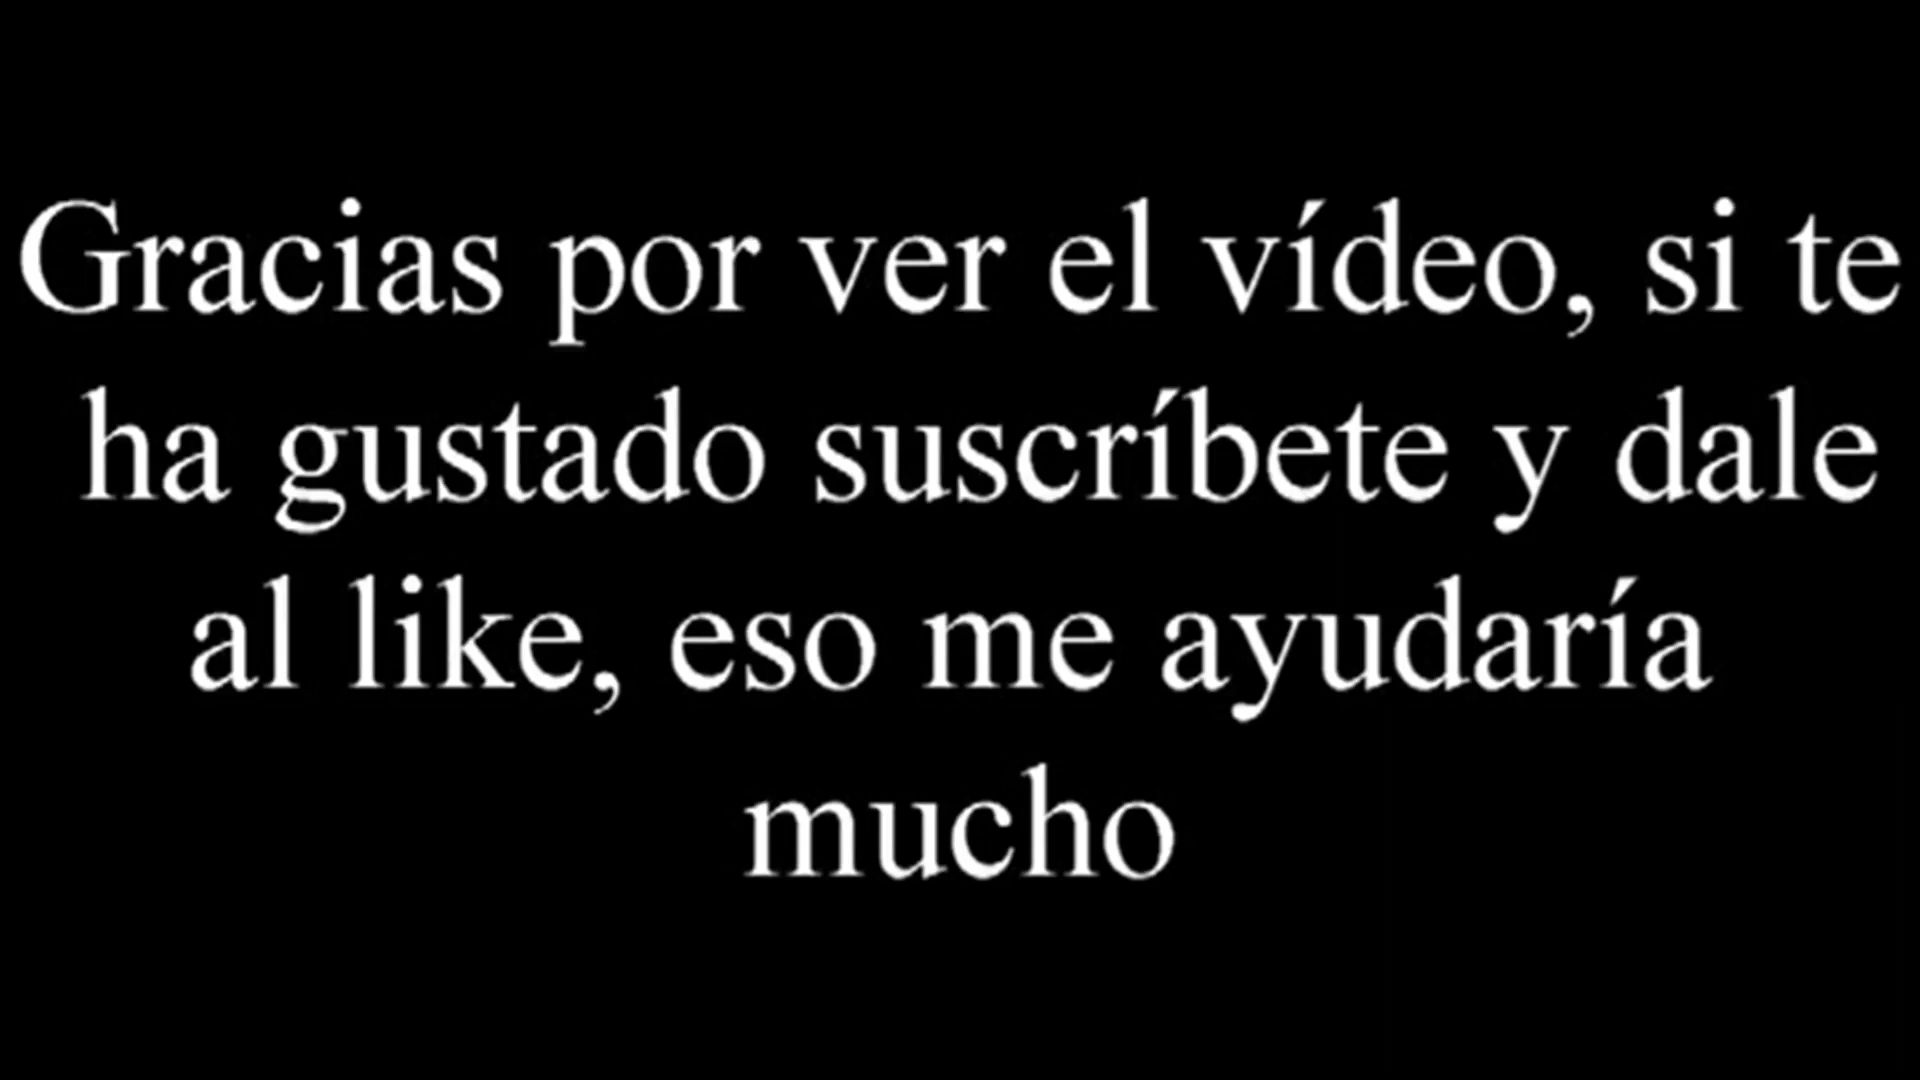 Gracias por ver el vídeo, si te
ha gustado suscríbete y dale
al like, eso me ayudaría
mucho